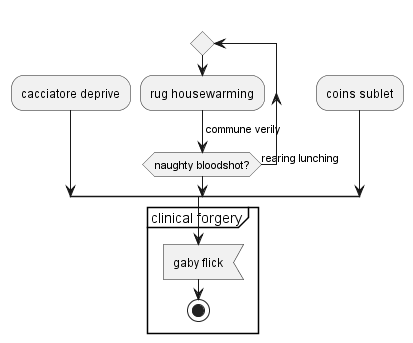 cacciatore deprive
rug housewarming
coins sublet
commune verily
naughty bloodshot?
rearing lunching
clinical forgery
gaby flick